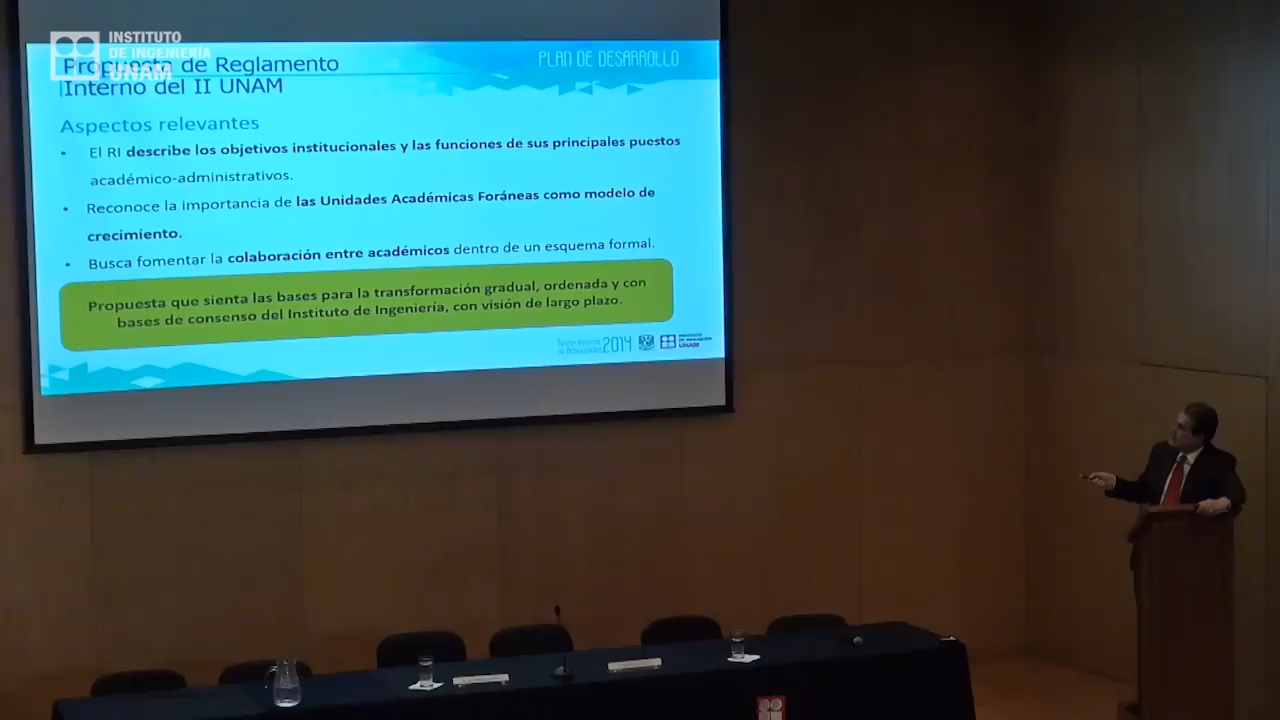 INSTITUTO
DE INGENIERÍA
UNAM
Propuesta de Reglamento
Interno del II UNAM
PLAN DE DESARROLLO
Aspectos relevantes
• El RI describe los objetivos institucionales y las funciones de sus principales puestos
académico-administrativos.
• Reconoce la importancia de las Unidades Académicas Foráneas como modelo de
crecimiento.
• Busca fomentar la colaboración entre académicos dentro de un esquema formal.
Propuesta que sienta las bases para la transformación gradual, ordenada y con
bases de consenso del Instituto de Ingeniería, con visión de largo plazo.
2014
INSTITUTO
DE INGENIERÍA
UNAM